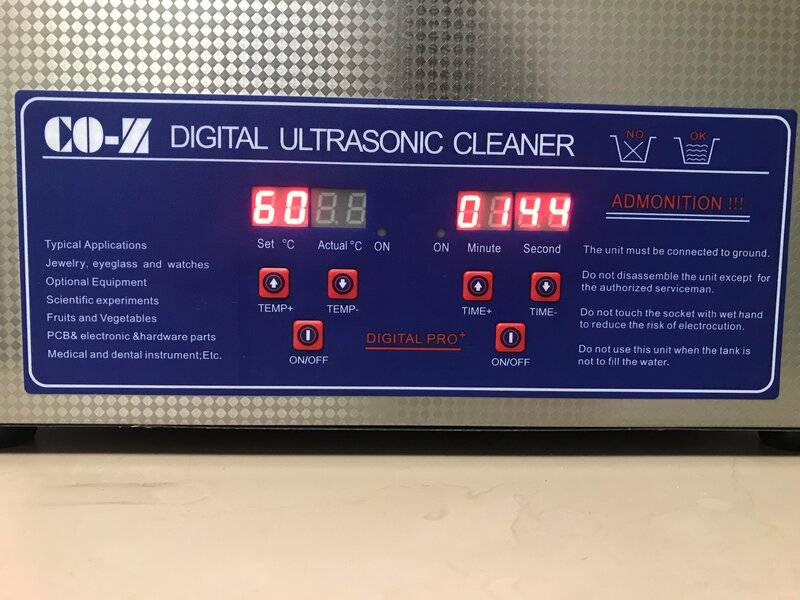 CO-Z DIGITAL ULTRASONIC CLEANER
NO OK
60
0144
ADMONITION !!!
Set °C Actual °C ON
ON Minute Second
Typical Applications
Jewelry, eyeglass and watches
Optional Equipment
Scientific experiments
Fruits and Vegetables
PCB& electronic &hardware parts
Medical and dental instrument;Etc.
TEMP+ TEMP-
ON/OFF
DIGITAL PRO+
TIME+ TIME-
ON/OFF
The unit must be connected to ground.
Do not disassemble the unit except for
the authorized serviceman.
Do not touch the socket with wet hand
to reduce the risk of electrocution.
Do not use this unit when the tank is
not to fill the water.